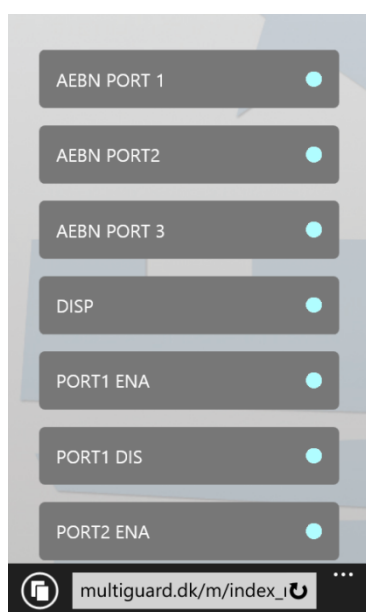 AEBN PORT 1
AEBN PORT2
AEBN PORT 3
DISP
PORT1 ENA
PORT1 DIS
PORT2 ENA
multiguard.dk/m/index_